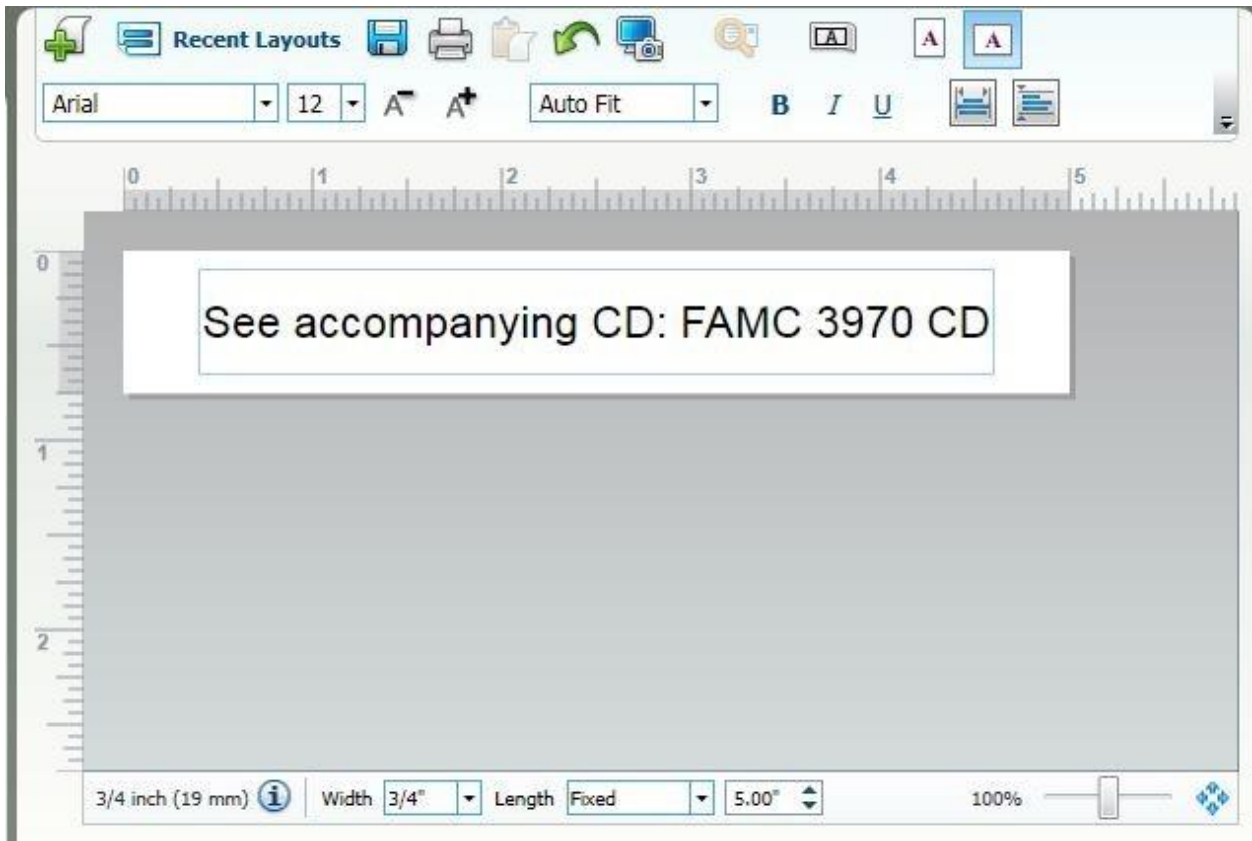 Recent Layouts
A
A
A
Arial
12
A
A
Auto Fit
B I U
0 1 2 3 4 5
0
See accompanying CD: FAMC 3970 CD
1
2
3/4 inch (19 mm) i Width 3/4" Length Fixed 5.00" 100%